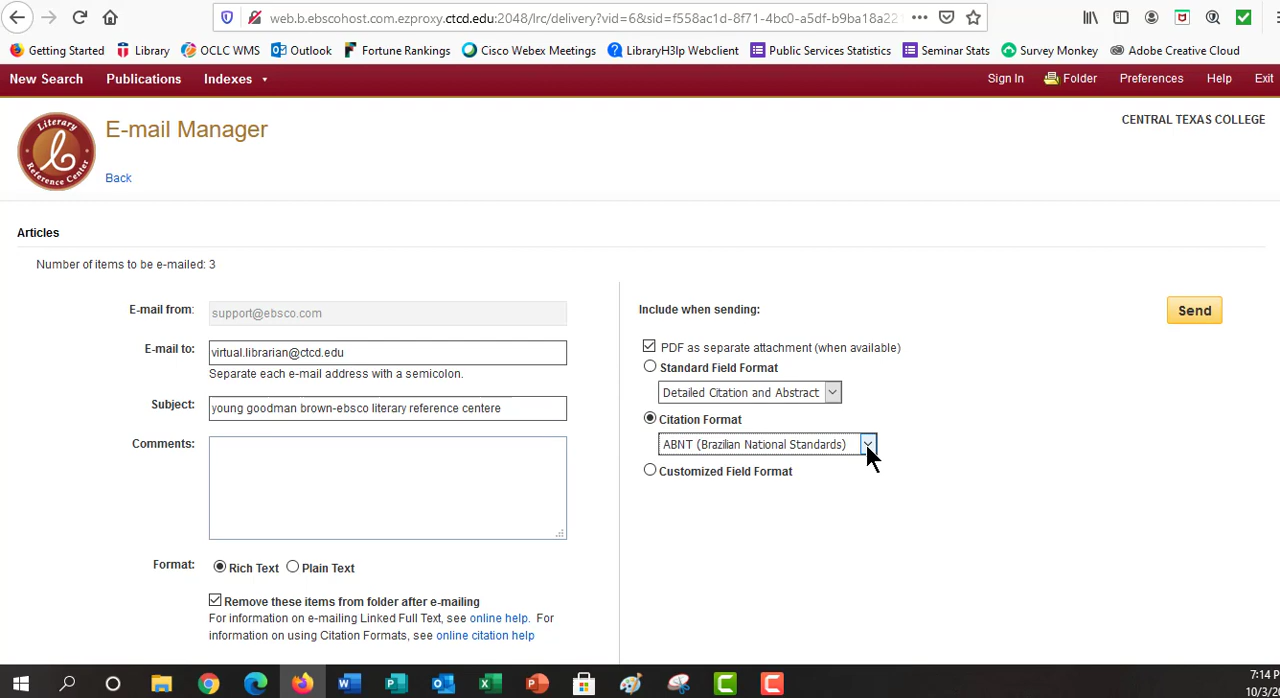 web.b.ebscohost.com.ezproxy.ctcd.edu:2048/lrc/delivery?vid=6&sid=f558ac1d-8f71-4bc0-a5df-b9ba18a221
Getting Started Library OCLC WMS Outlook Fortune Rankings Cisco Webex Meetings LibraryH3lp Webclient Public Services Statistics Seminar Stats Survey Monkey Adobe Creative Cloud
New Search Publications Indexes Sign In Folder Preferences Help Exit
Literary Reference Center
E-mail Manager
CENTRAL TEXAS COLLEGE
Back
Articles
Number of items to be e-mailed: 3
E-mail from: support@ebsco.com
E-mail to: virtual.librarian@ctcd.edu
Separate each e-mail address with a semicolon.
Subject: young goodman brown-ebsco literary reference centere
Comments:
Format: Rich Text Plain Text
Remove these items from folder after e-mailing
For information on e-mailing Linked Full Text, see online help. For
information on using Citation Formats, see online citation help
Include when sending:
Send
PDF as separate attachment (when available)
Standard Field Format
Detailed Citation and Abstract
Citation Format
ABNT (Brazilian National Standards)
Customized Field Format
7:14 P
10/3/2